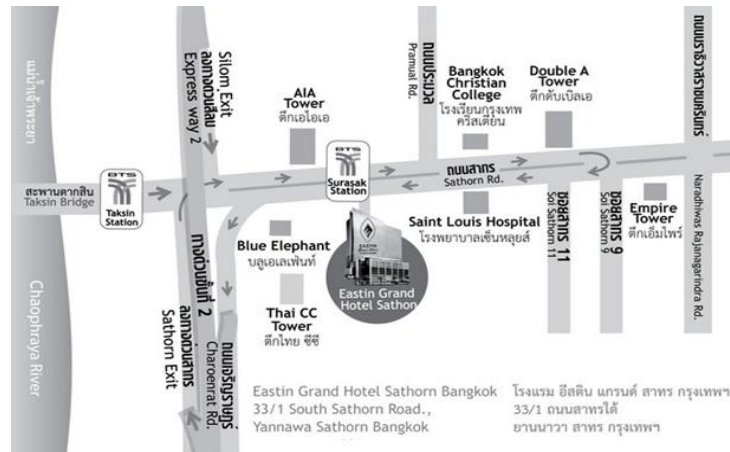 แม่น้ำเจ้าพระยา
Chaophraya River
สะพานตากสิน
Taksin Bridge
BTS
Taksin
Station
Silom Exit
ลงทางด่วนสีลม
Express way 2
AIA
Tower
ตึกเอไอเอ
BTS
Surasak
Station
ถนนประมวล
Pramual Rd.
Bangkok
Christian
College
โรงเรียนกรุงเทพ
คริสเตียน
Double A
Tower
ตึกดับเบิลเอ
ถนนนราธิวาสราชนครินทร์
Naradhiwas Rajanagarindra Rd.
ถนนสาทร
Sathorn Rd.
Blue Elephant
บลูเอเลเฟ่นท์
EASTIN
Eastin Grand
Hotel Sathon
Saint Louis Hospital
โรงพยาบาลเซ็นหลุยส์
ซอยสาทร 11
Soi Sathorn 11
ซอยสาทร 9
Soi Sathorn 9
Empire
Tower
ตึกเอ็มไพร์
ทางด่วนขั้นที่ 2
ลงทางด่วนสาทร
Sathorn Exit
ถนนเจริญราษฎร์
Charoenrat Rd.
Thai CC
Tower
ตึกไทย ซีซี
Eastin Grand Hotel Sathorn Bangkok
33/1 South Sathorn Road.,
Yannawa Sathorn Bangkok
โรงแรม อีสติน แกรนด์ สาทร กรุงเทพฯ
33/1 ถนนสาทรใต้
ยานนาวา สาทร กรุงเทพฯ